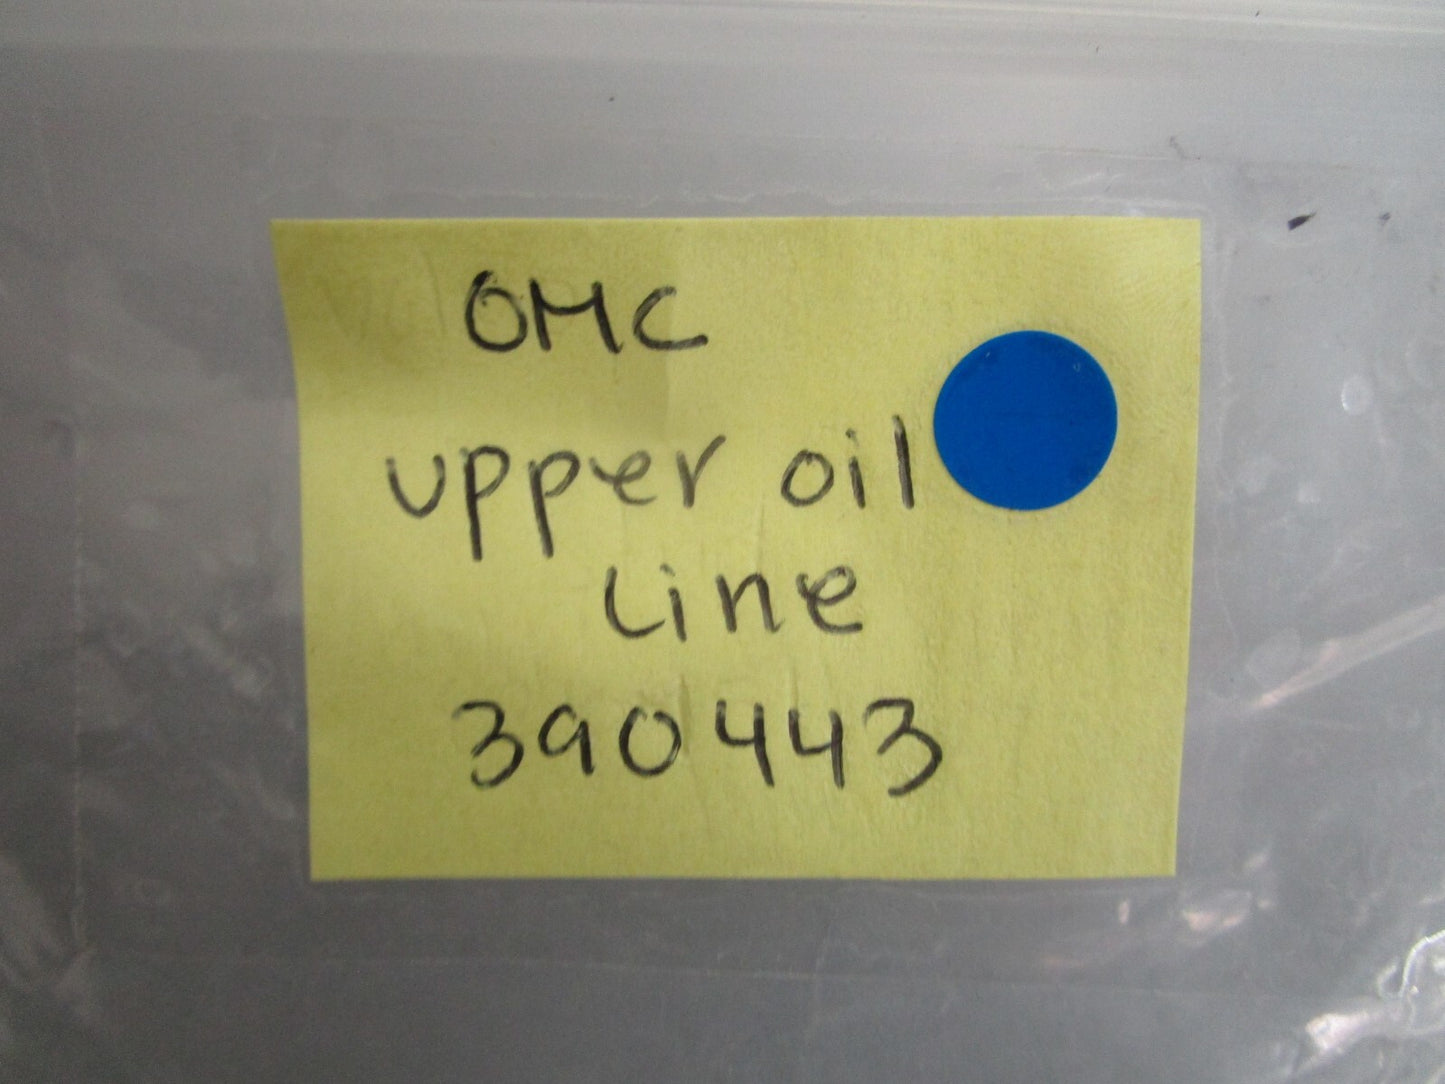 OMC
upper oil
Line
390443